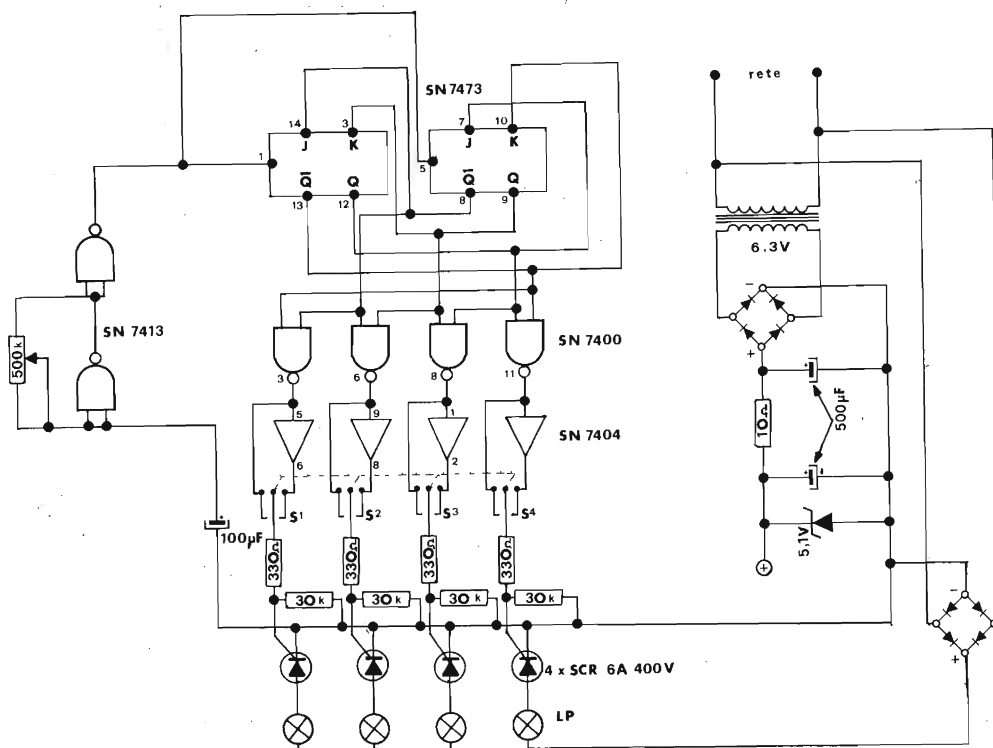 SN 7473
rete
14
3
7
10
J
K
J
K
1
5
Q̅
Q
Q̅
Q
13
12
8
9
6.3V
-
+
SN 7413
500k
SN 7400
3
6
8
11
10Ω
500µF
5
9
1
SN 7404
6
8
2
S1
S2
S3
S4
5,1V
+
+
100µF
+
330Ω
330Ω
330Ω
330Ω
30k
30k
30k
30k
-
+
4 x SCR 6A 400V
LP